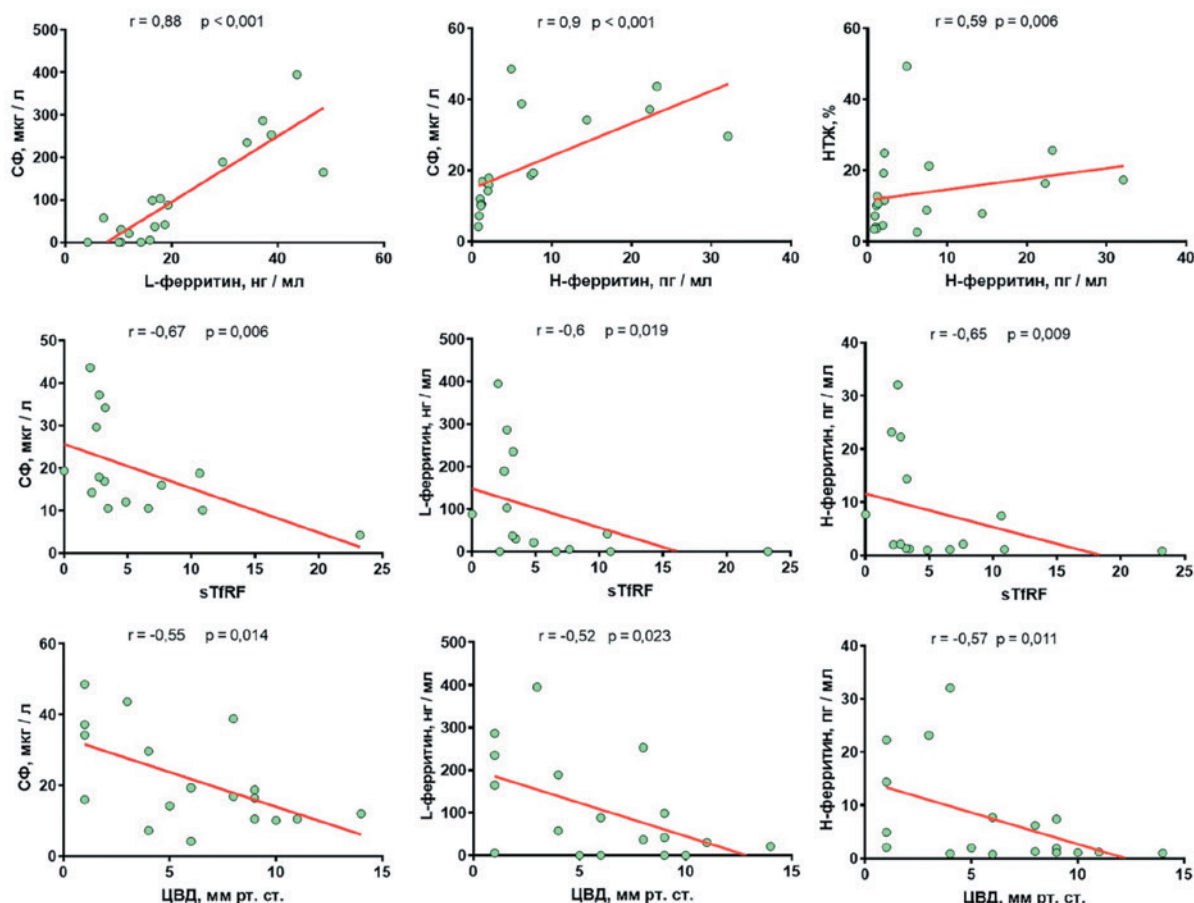 r = 0,88 p < 0,001
СФ, мкг / л
500
400
300
200
100
0
0 20 40 60
L-ферритин, нг / мл
r = 0,9 p < 0,001
СФ, мкг / л
60
40
20
0
0 10 20 30 40
Н-ферритин, пг / мл
r = 0,59 p = 0,006
НТЖ, %
60
40
20
0
0 10 20 30 40
Н-ферритин, пг / мл
r = -0,67 p = 0,006
СФ, мкг / л
50
40
30
20
10
0
0 5 10 15 20 25
sTfRF
r = -0,6 p = 0,019
L-ферритин, нг / мл
500
400
300
200
100
0
0 5 10 15 20 25
sTfRF
r = -0,65 p = 0,009
Н-ферритин, пг / мл
40
30
20
10
0
0 5 10 15 20 25
sTfRF
r = -0,55 p = 0,014
СФ, мкг / л
60
40
20
0
0 5 10 15
ЦВД, мм рт. ст.
r = -0,52 p = 0,023
L-ферритин, нг / мл
500
400
300
200
100
0
0 5 10 15
ЦВД, мм рт. ст.
r = -0,57 p = 0,011
Н-ферритин, пг / мл
40
30
20
10
0
0 5 10 15
ЦВД, мм рт. ст.